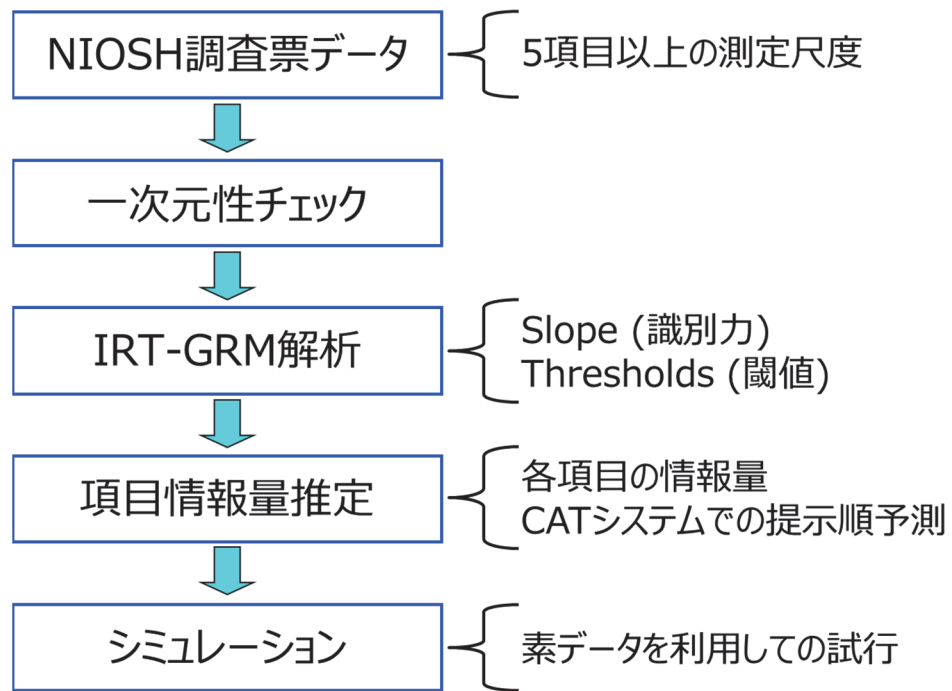 NIOSH調査票データ
5項目以上の測定尺度
一次元性チェック
IRT-GRM解析
Slope (識別力)
Thresholds (閾値)
項目情報量推定
各項目の情報量
CATシステムでの提示順予測
シミュレーション
素データを利用しての試行